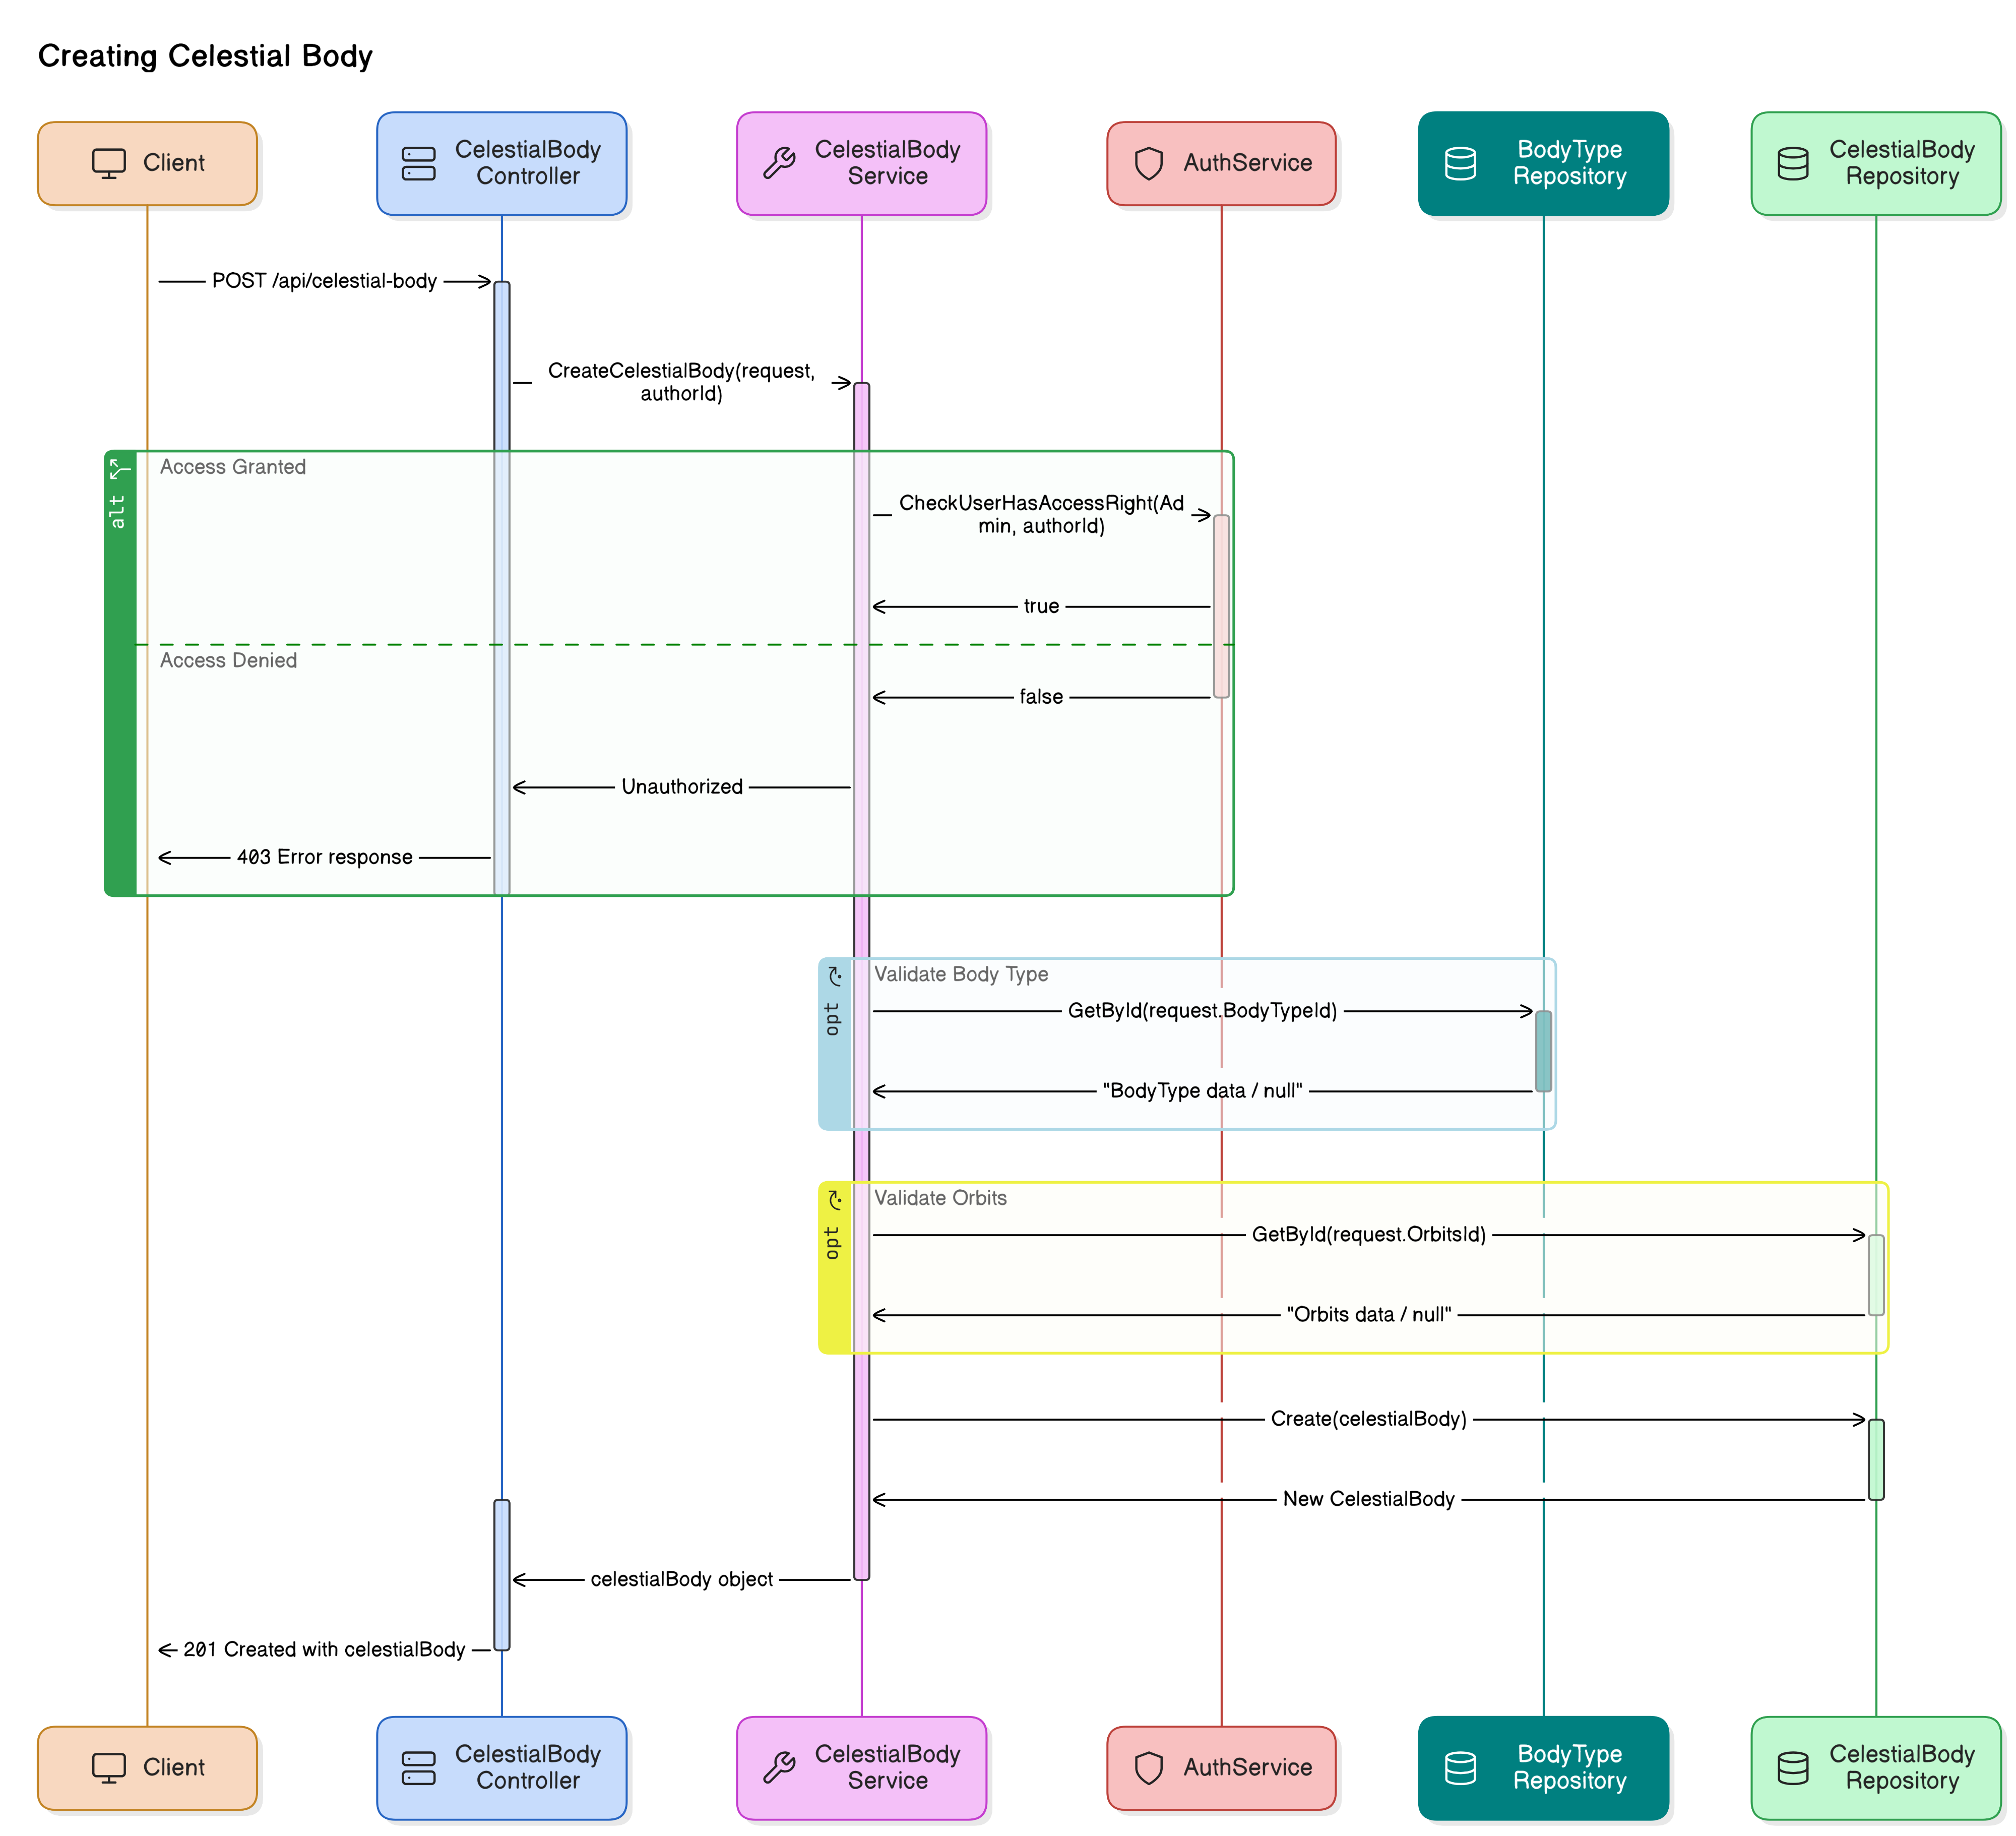 Creating Celestial Body
Client
CelestialBody
Controller
CelestialBody
Service
AuthService
BodyType
Repository
CelestialBody
Repository
POST /api/celestial-body
CreateCelestialBody(request,
authorId)
alt
Access Granted
CheckUserHasAccessRight(Ad
min, authorId)
true
Access Denied
false
Unauthorized
403 Error response
opt
Validate Body Type
GetById(request.BodyTypeId)
"BodyType data / null"
opt
Validate Orbits
GetById(request.OrbitsId)
"Orbits data / null"
Create(celestialBody)
New CelestialBody
celestialBody object
201 Created with celestialBody
Client
CelestialBody
Controller
CelestialBody
Service
AuthService
BodyType
Repository
CelestialBody
Repository